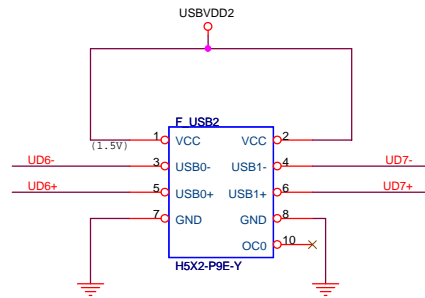 USBVDD2
F_USB2
1 VCC VCC 2
(1.5V)
UD6- 3 USB0- USB1- 4 UD7-
UD6+ 5 USB0+ USB1+ 6 UD7+
7 GND GND 8
OC0 10
H5X2-P9E-Y